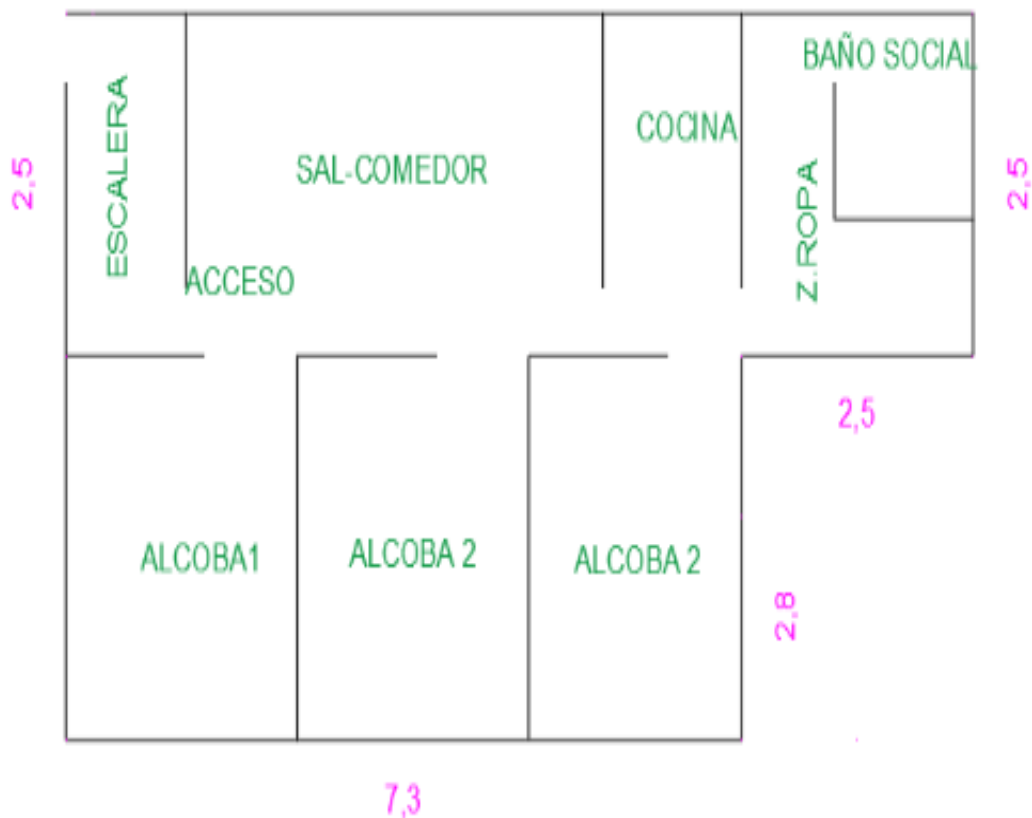 BAÑO SOCIAL
ESCALERA
COCINA
SAL-COMEDOR
2,5
2,5
Z.ROPA
ACCESO
2,5
ALCOBA1
ALCOBA 2
ALCOBA 2
2,8
7,3